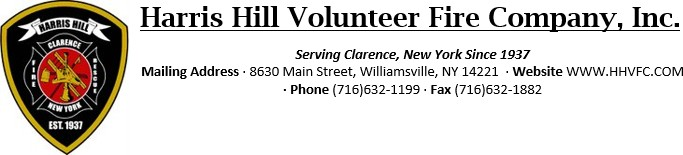 Harris Hill Volunteer Fire Company, Inc.
Serving Clarence, New York Since 1937
Mailing Address · 8630 Main Street, Williamsville, NY 14221 · Website WWW.HHVFC.COM
· Phone (716)632-1199 · Fax (716)632-1882
HARRIS HILL
CLARENCE
FIRE
RESCUE
NEW YORK
EST. 1937